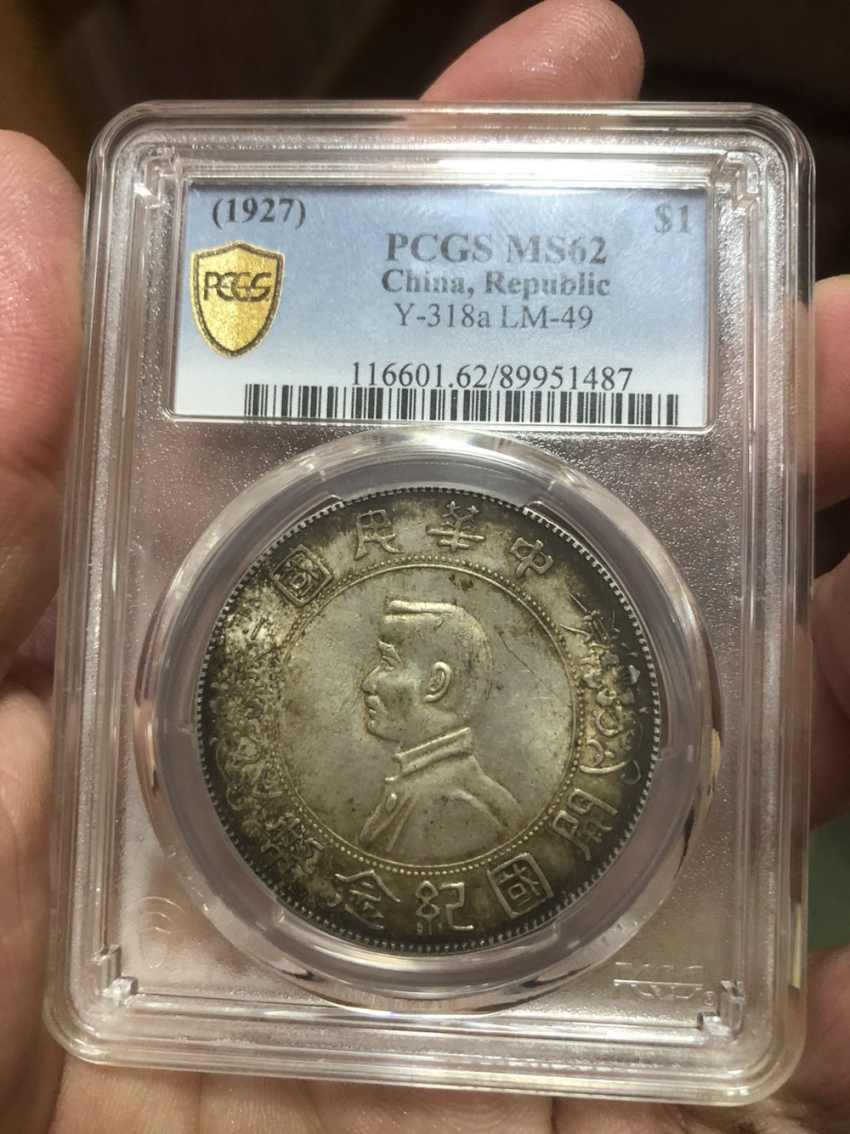 (1927)
$1
PCGS MS62
PCGS
China, Republic
Y-318a LM-49
116601.62/89951487
中華民國
開國紀念幣